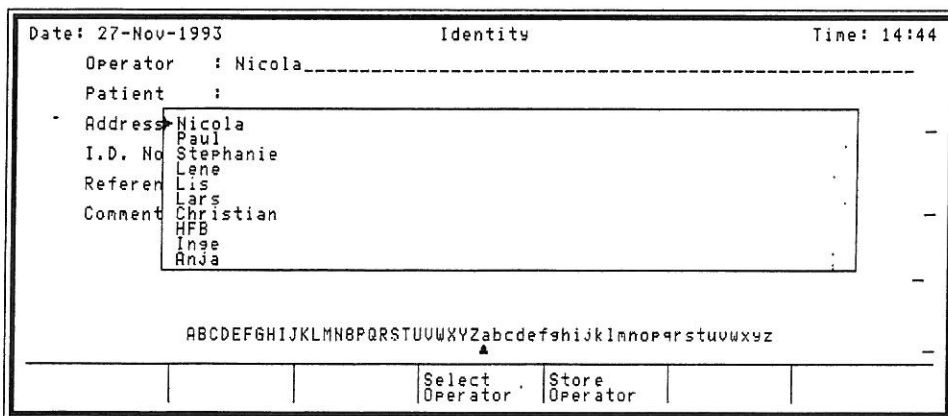 Date: 27-Nov-1993 Identity Time: 14:44
Operator : Nicola
Patient :
Address Nicola
Paul
I.D. No Stephanie
Lene
Referen Lis
Lars
Comment Christian
HFB
Inge
Anja
ABCDEFGHIJKLMN8PQRSTUVWXYZabcdefghijklmnopqrstuvwxyz
Select Operator Store Operator